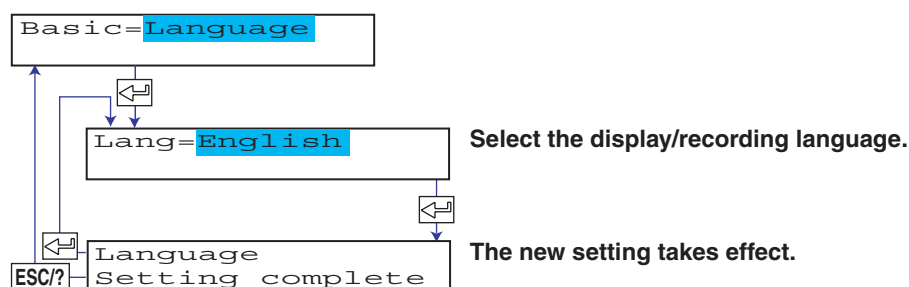 Basic=Language
Lang=English
Select the display/recording language.
Language
Setting complete
The new setting takes effect.
ESC/?